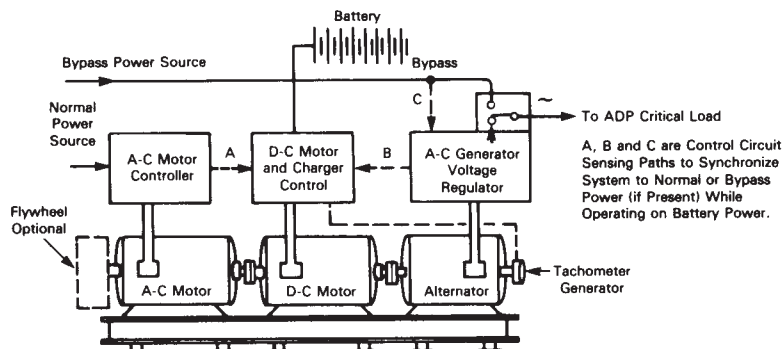 Battery
Bypass Power Source
Bypass
Normal
Power
Source
C
~
To ADP Critical Load
A-C Motor
Controller
A
D-C Motor
and Charger
Control
B
A-C Generator
Voltage
Regulator
A, B and C are Control Circuit
Sensing Paths to Synchronize
System to Normal or Bypass
Power (if Present) While
Operating on Battery Power.
Flywheel
Optional
A-C Motor
D-C Motor
Alternator
Tachometer
Generator